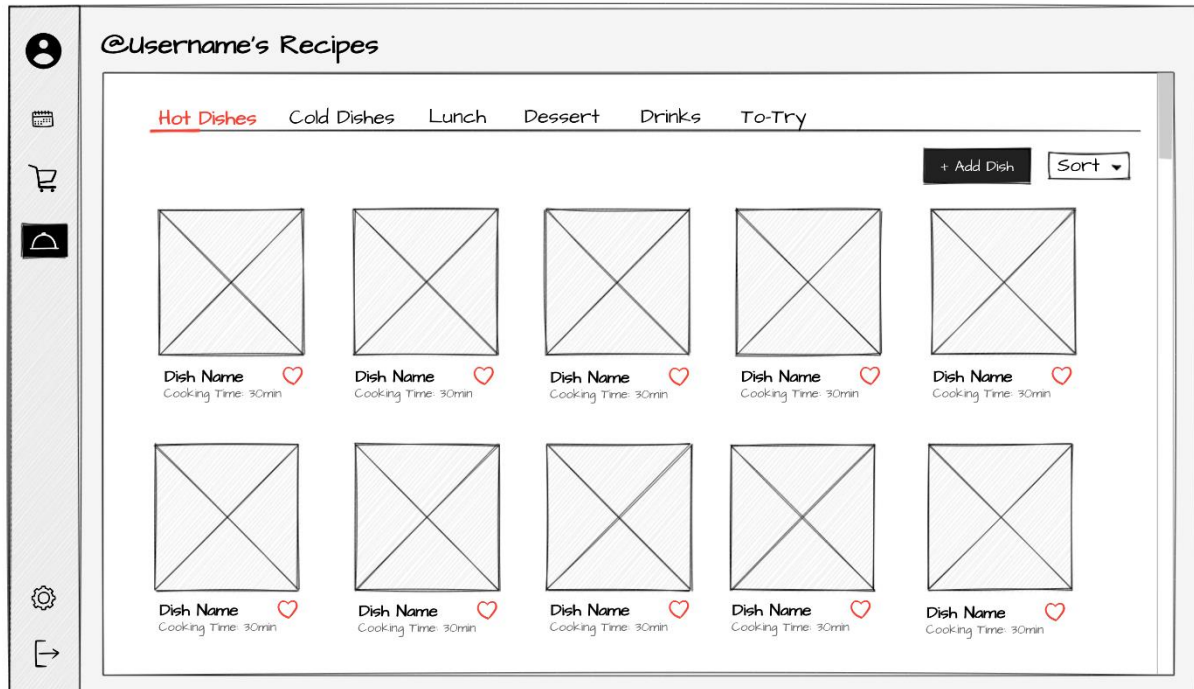 @Username's Recipes
Hot Dishes Cold Dishes Lunch Dessert Drinks To-Try
+ Add Dish Sort
Dish Name Dish Name Dish Name Dish Name Dish Name
Cooking Time: 30min Cooking Time: 30min Cooking Time: 30min Cooking Time: 30min Cooking Time: 30min
Dish Name Dish Name Dish Name Dish Name Dish Name
Cooking Time: 30min Cooking Time: 30min Cooking Time: 30min Cooking Time: 30min Cooking Time: 30min